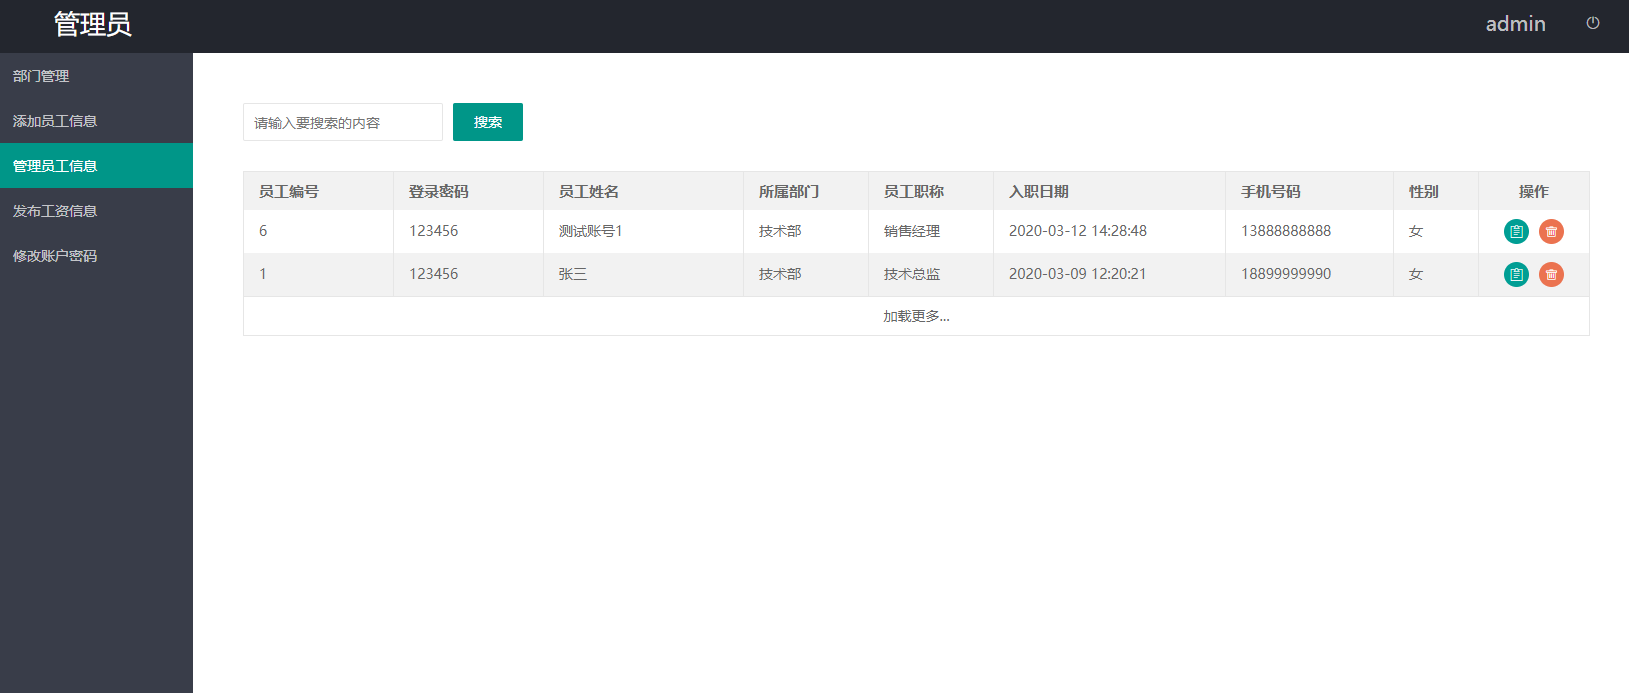 管理员 admin
部门管理
添加员工信息
管理员工信息
发布工资信息
修改账户密码
请输入要搜索的内容 搜索
员工编号 登录密码 员工姓名 所属部门 员工职称 入职日期 手机号码 性别 操作
6 123456 测试账号1 技术部 销售经理 2020-03-12 14:28:48 13888888888 女
1 123456 张三 技术部 技术总监 2020-03-09 12:20:21 18899999990 女
加载更多...